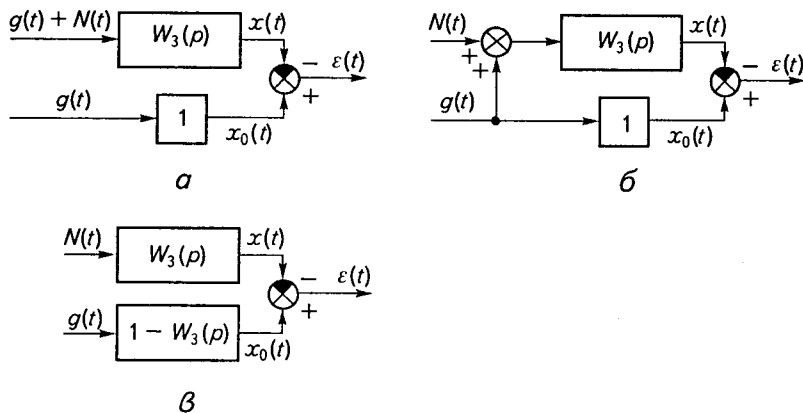 g(t) + N(t)
W₃(p)
x(t)
−
ε(t)
+
g(t)
1
x₀(t)
а
N(t)
+
+
W₃(p)
x(t)
−
ε(t)
+
g(t)
1
x₀(t)
б
N(t)
W₃(p)
x(t)
−
ε(t)
+
g(t)
1 − W₃(p)
x₀(t)
в